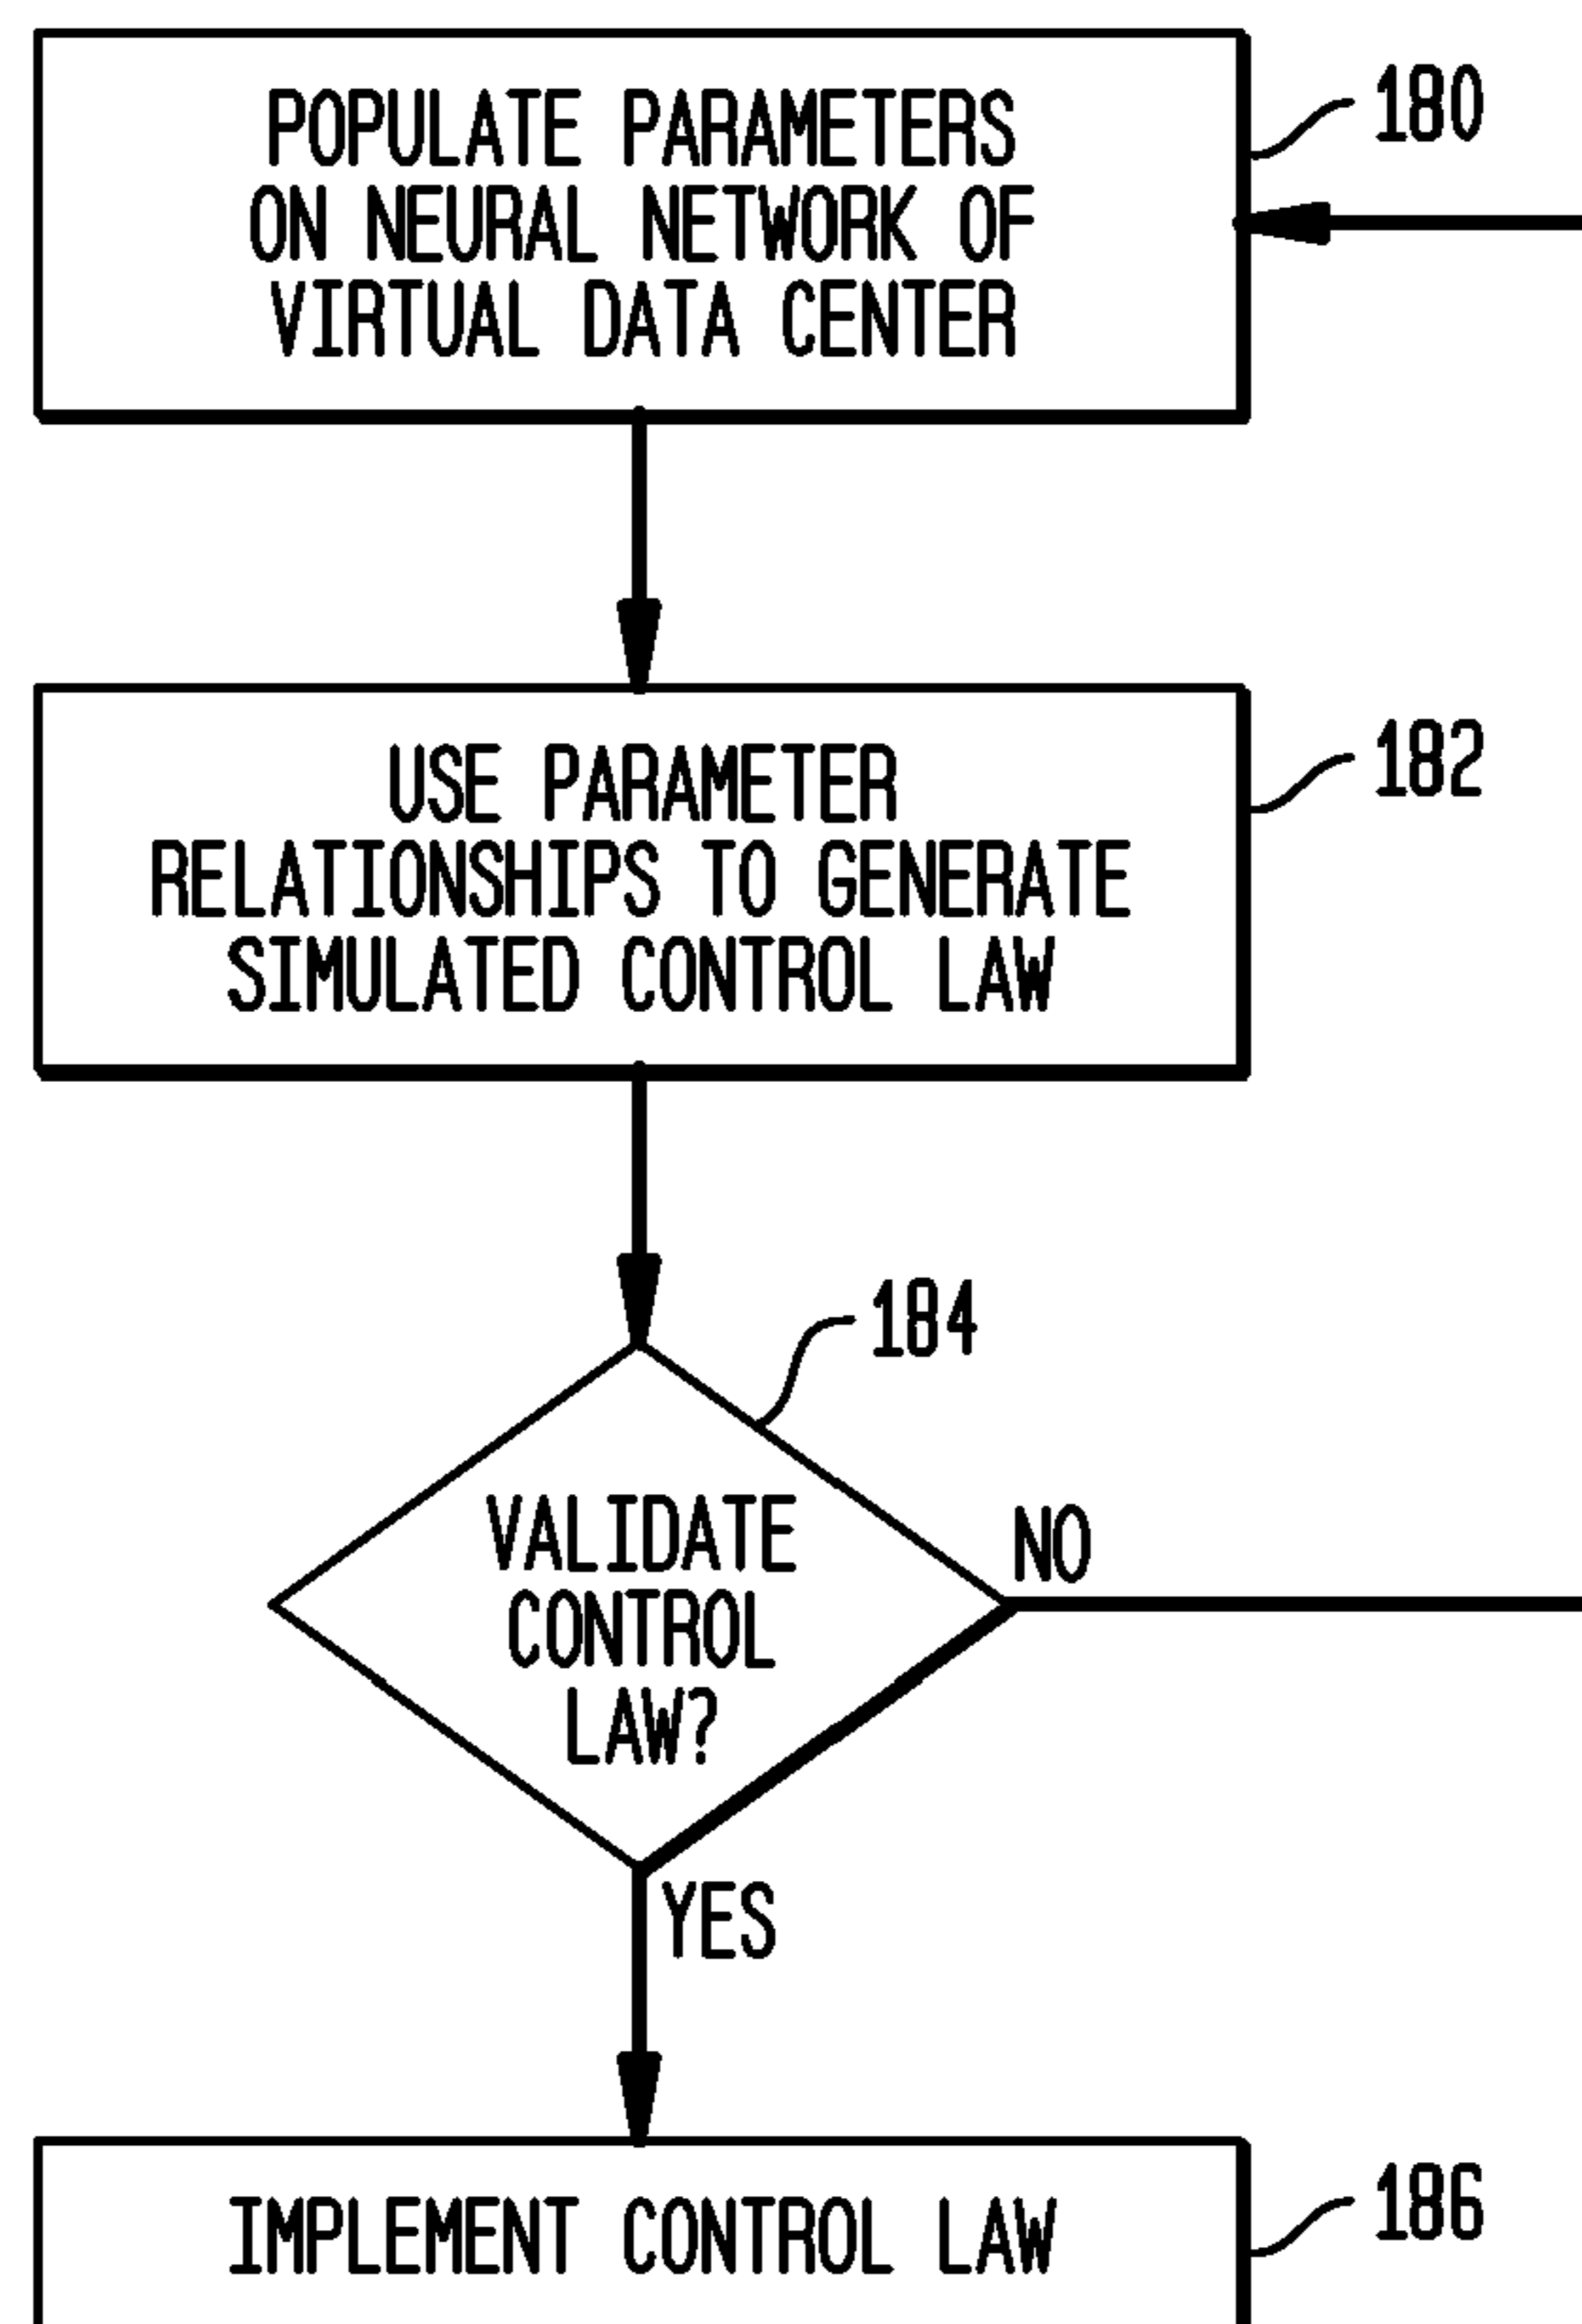 POPULATE PARAMETERS
ON NEURAL NETWORK OF
VIRTUAL DATA CENTER
180
USE PARAMETER
RELATIONSHIPS TO GENERATE
SIMULATED CONTROL LAW
182
184
VALIDATE
CONTROL
LAW?
NO
YES
IMPLEMENT CONTROL LAW
186